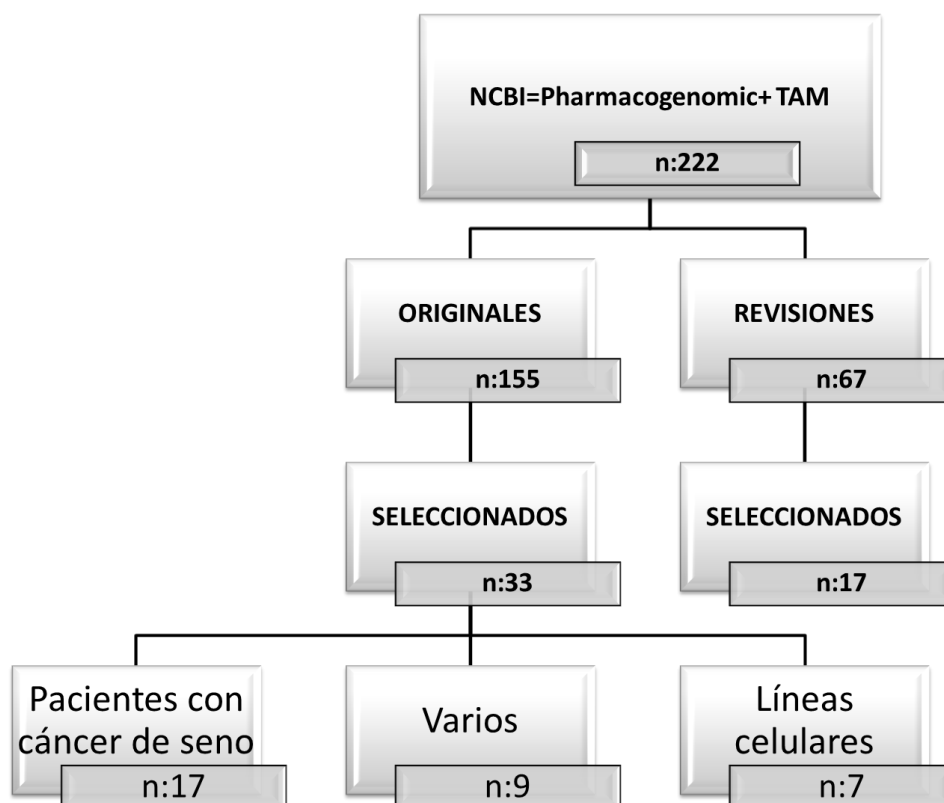 NCBI=Pharmacogenomic+ TAM
n:222
ORIGINALES
n:155
REVISIONES
n:67
SELECCIONADOS
n:33
SELECCIONADOS
n:17
Pacientes con
cáncer de seno
n:17
Varios
n:9
Líneas
celulares
n:7